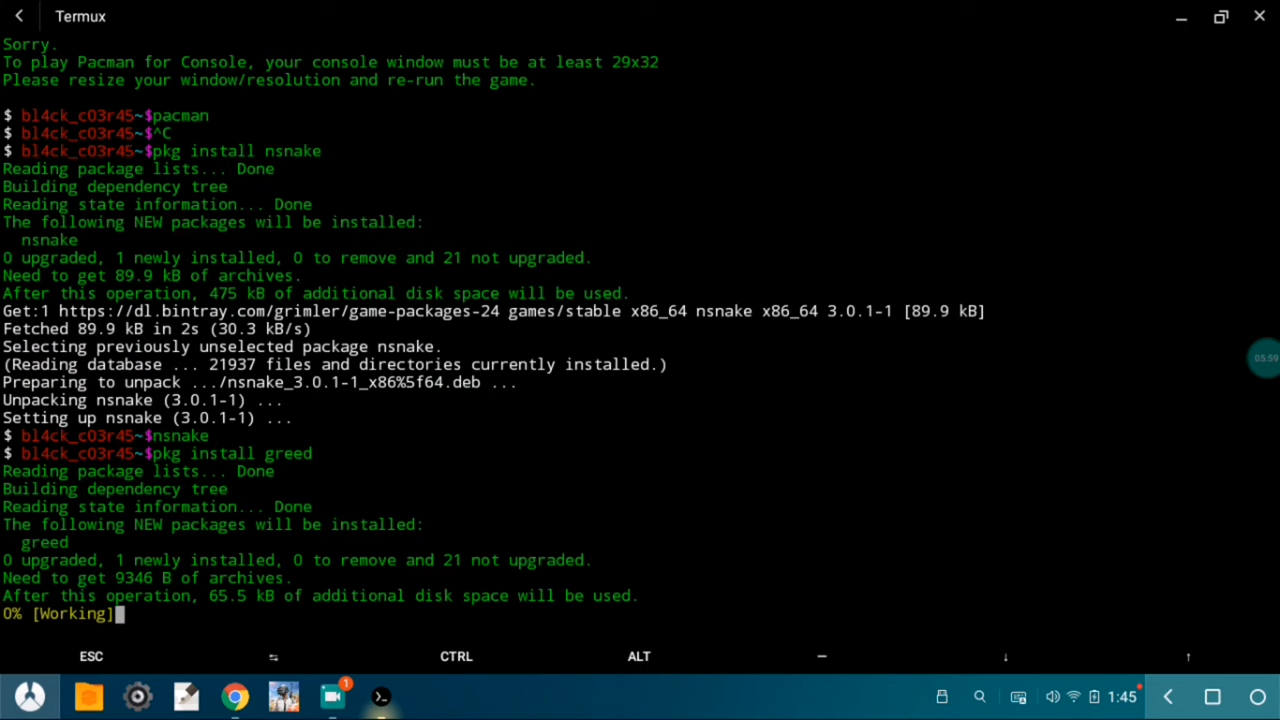 Termux
Sorry.
To play Pacman for Console, your console window must be at least 29x32
Please resize your window/resolution and re-run the game.
$ bl4ck_c03r45~$pacman
$ bl4ck_c03r45~$^C
$ bl4ck_c03r45~$pkg install nsnake
Reading package lists... Done
Building dependency tree
Reading state information... Done
The following NEW packages will be installed:
nsnake
0 upgraded, 1 newly installed, 0 to remove and 21 not upgraded.
Need to get 89.9 kB of archives.
After this operation, 475 kB of additional disk space will be used.
Get:1 https://dl.bintray.com/grimler/game-packages-24 games/stable x86_64 nsnake x86_64 3.0.1-1 [89.9 kB]
Fetched 89.9 kB in 2s (30.3 kB/s)
Selecting previously unselected package nsnake.
(Reading database ... 21937 files and directories currently installed.)
Preparing to unpack .../nsnake_3.0.1-1_x86%5f64.deb ...
Unpacking nsnake (3.0.1-1) ...
Setting up nsnake (3.0.1-1) ...
$ bl4ck_c03r45~$nsnake
$ bl4ck_c03r45~$pkg install greed
Reading package lists... Done
Building dependency tree
Reading state information... Done
The following NEW packages will be installed:
greed
0 upgraded, 1 newly installed, 0 to remove and 21 not upgraded.
Need to get 9346 B of archives.
After this operation, 65.5 kB of additional disk space will be used.
0% [Working]
05:59
ESC CTRL ALT
1
1:45